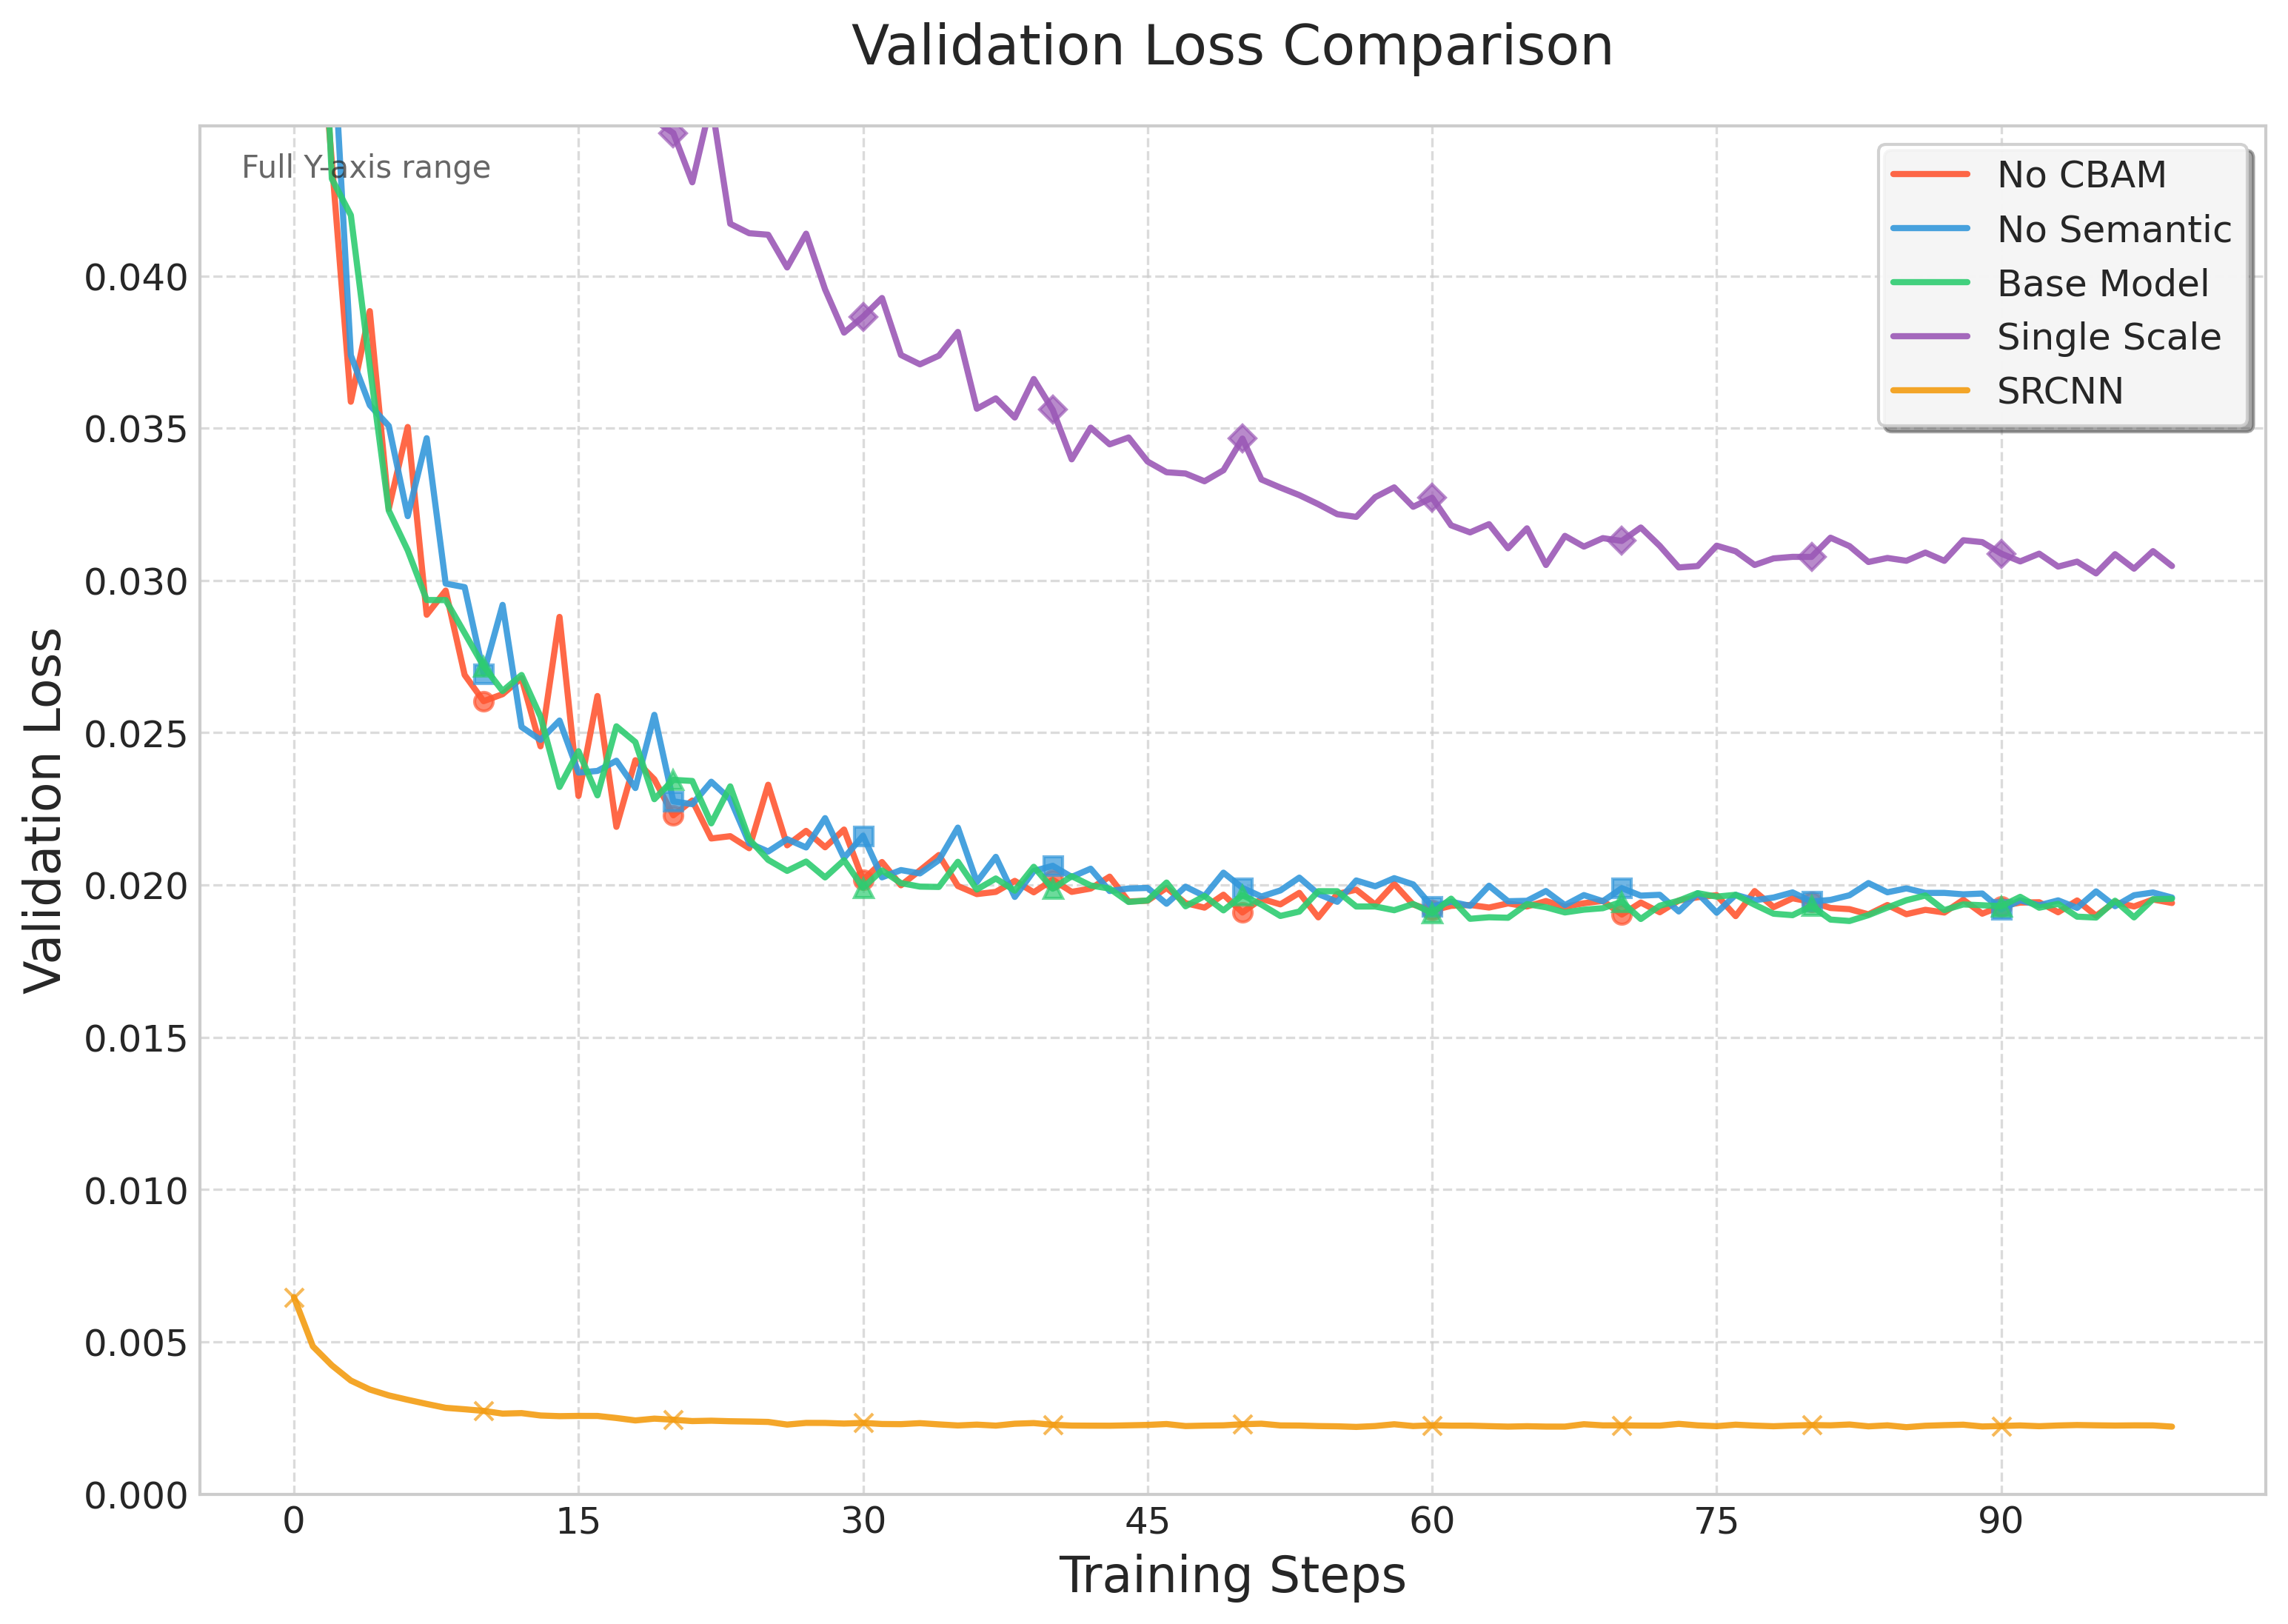 Validation Loss Comparison
Full Y-axis range
No CBAM
No Semantic
Base Model
Single Scale
SRCNN
Validation Loss
0.040
0.035
0.030
0.025
0.020
0.015
0.010
0.005
0.000
0 15 30 45 60 75 90
Training Steps